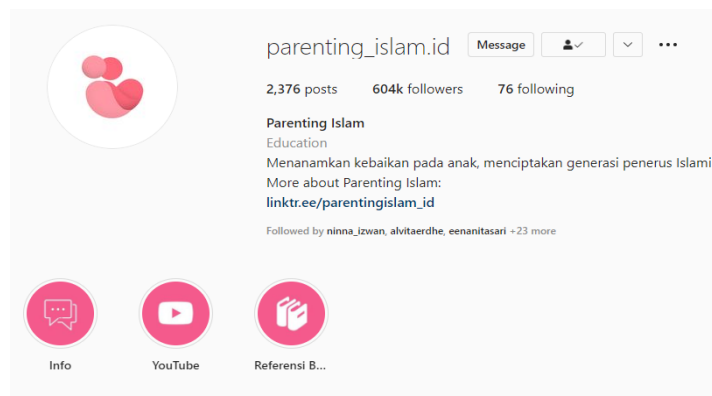 parenting_islam.id Message
2,376 posts 604k followers 76 following
Parenting Islam
Education
Menanamkan kebaikan pada anak, menciptakan generasi penerus Islami
More about Parenting Islam:
linktr.ee/parentingislam_id
Followed by ninna_izwan, alvitaerdhe, eenanitasari +23 more
Info YouTube Referensi B...